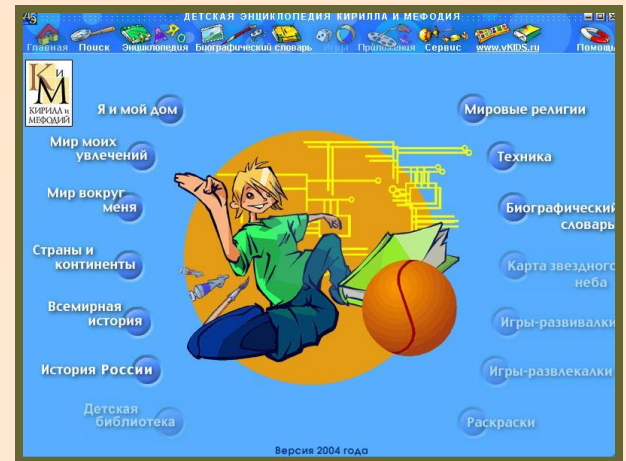 ДЕТСКАЯ ЭНЦИКЛОПЕДИЯ КИРИЛЛА И МЕФОДИЯ
Главная Поиск Энциклопедия Биографический словарь Игры Приложения Сервис www.vKIDS.ru Помощь
КИМ
КИРИЛЛ и
МЕФОДИЙ
Я и мой дом
Мир моих
увлечений
Мир вокруг
меня
Страны и
континенты
Всемирная
история
История России
Детская
библиотека
Мировые религии
Техника
Биографический
словарь
Карта звездного
неба
Игры-развивалки
Игры-развлекалки
Раскраски
Версия 2004 года